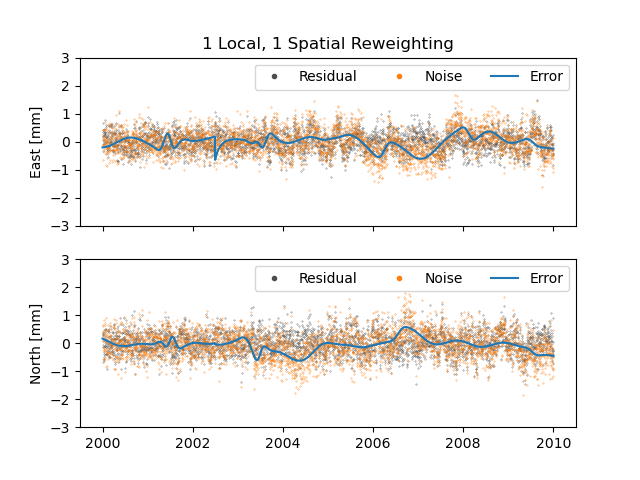 1 Local, 1 Spatial Reweighting
3
2
1
0
−1
−2
−3
East [mm]
Residual Noise Error
3
2
1
0
−1
−2
−3
North [mm]
Residual Noise Error
2000 2002 2004 2006 2008 2010